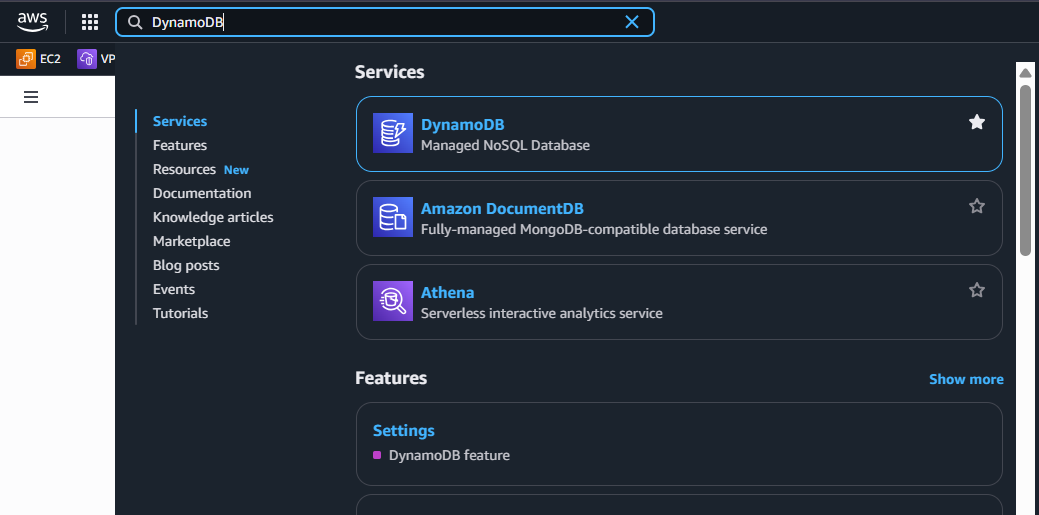 aws
DynamoDB
EC2
VP
Services
Features
Resources New
Documentation
Knowledge articles
Marketplace
Blog posts
Events
Tutorials
Services
DynamoDB
Managed NoSQL Database
Amazon DocumentDB
Fully-managed MongoDB-compatible database service
Athena
Serverless interactive analytics service
Features
Show more
Settings
DynamoDB feature